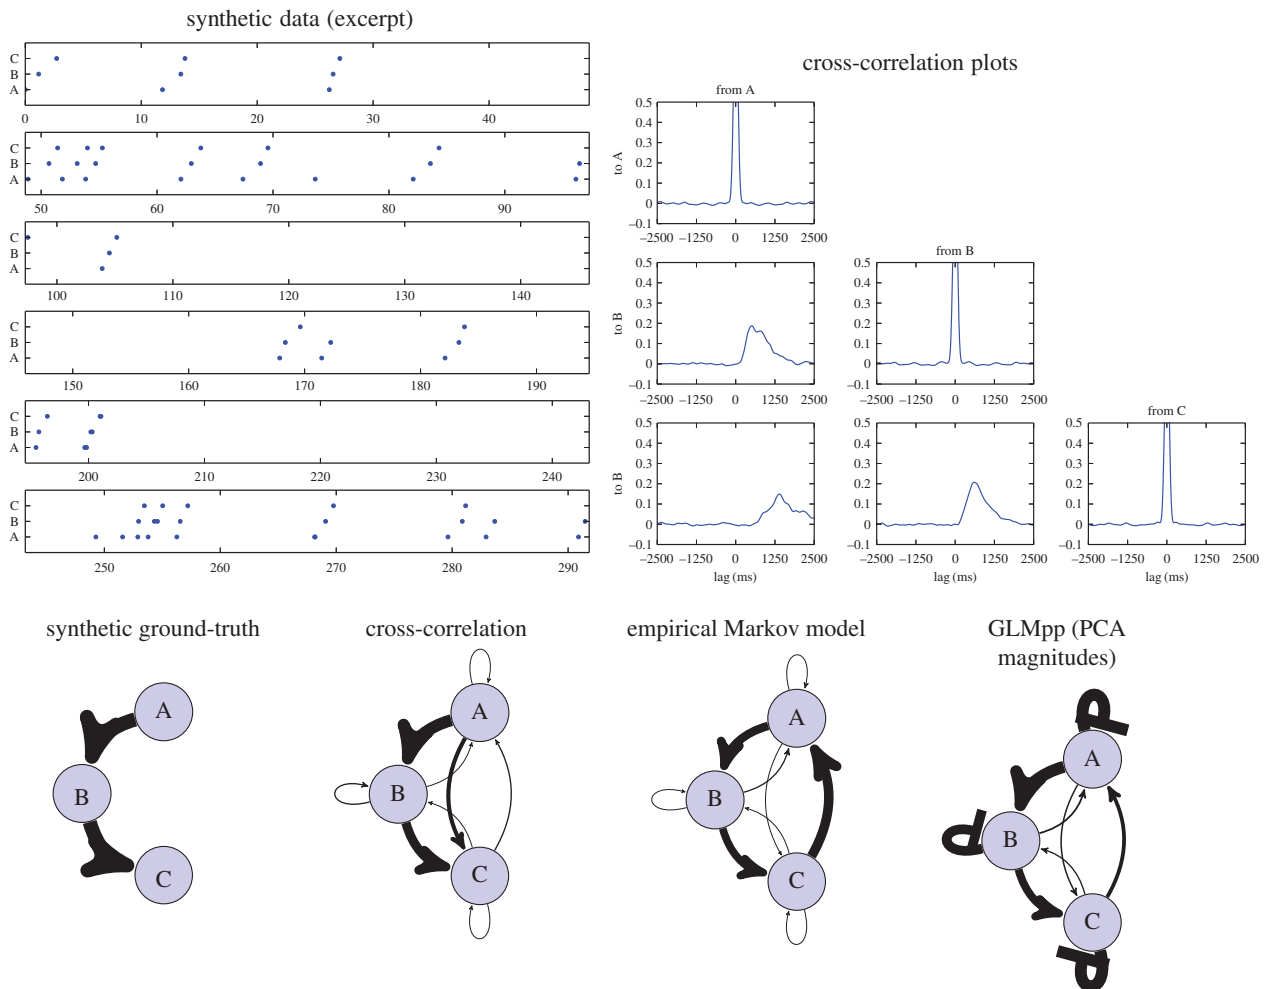 synthetic data (excerpt)
C
B
A
0 10 20 30 40
C
B
A
50 60 70 80 90
C
B
A
100 110 120 130 140
C
B
A
150 160 170 180 190
C
B
A
200 210 220 230 240
C
B
A
250 260 270 280 290
cross-correlation plots
from A
to A
0.5
0.4
0.3
0.2
0.1
0
–0.1
–2500 –1250 0 1250 2500
from B
to B
0.5
0.4
0.3
0.2
0.1
0
–0.1
–2500 –1250 0 1250 2500
0.5
0.4
0.3
0.2
0.1
0
–0.1
–2500 –1250 0 1250 2500
from C
to B
0.5
0.4
0.3
0.2
0.1
0
–0.1
–2500 –1250 0 1250 2500
lag (ms)
0.5
0.4
0.3
0.2
0.1
0
–0.1
–2500 –1250 0 1250 2500
lag (ms)
0.5
0.4
0.3
0.2
0.1
0
–0.1
–2500 –1250 0 1250 2500
lag (ms)
synthetic ground-truth
A
B
C
cross-correlation
A
B
C
empirical Markov model
A
B
C
GLMpp (PCA
magnitudes)
A
B
C